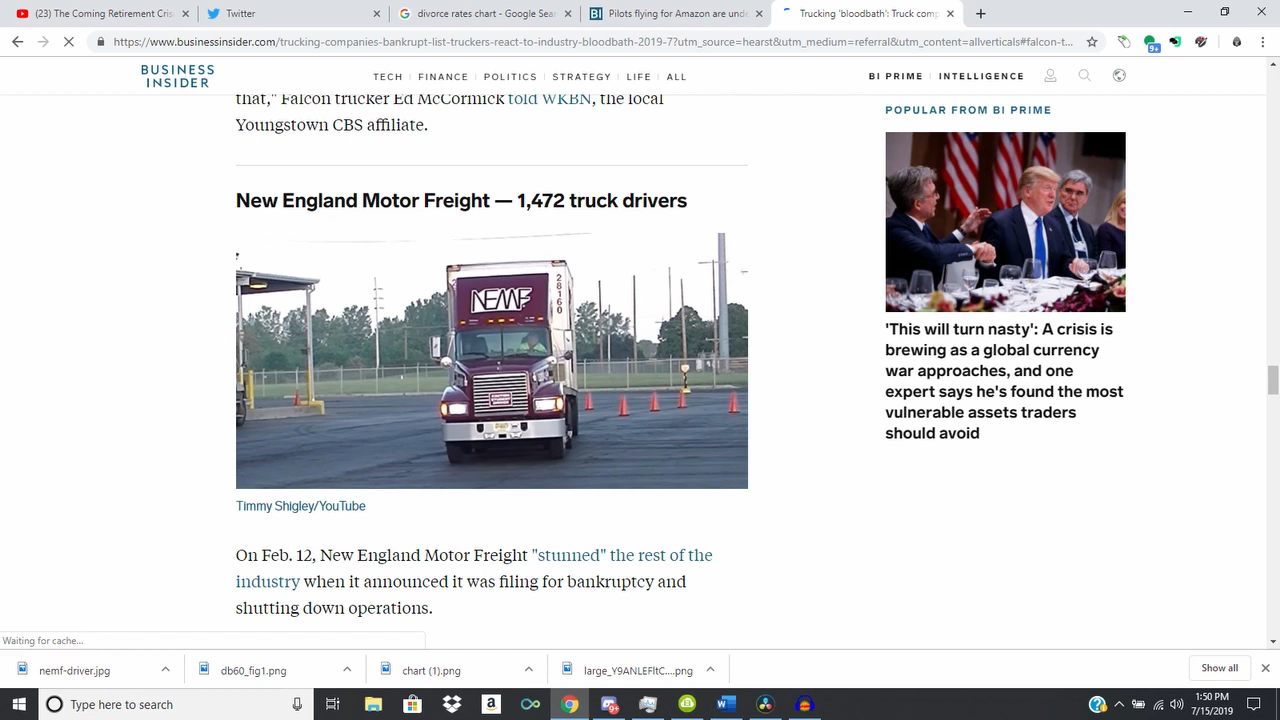 (23) The Coming Retirement Cris
Twitter
divorce rates chart - Google Sear
Pilots flying for Amazon are unde
Trucking 'bloodbath': Truck comp
https://www.businessinsider.com/trucking-companies-bankrupt-list-truckers-react-to-industry-bloodbath-2019-7?utm_source=hearst&utm_medium=referral&utm_content=allverticals#falcon-t...
9+
BUSINESS
INSIDER
TECH | FINANCE | POLITICS | STRATEGY | LIFE | ALL
BI PRIME | INTELLIGENCE
that," Falcon trucker Ed McCormick told WKBN, the local
Youngstown CBS affiliate.
New England Motor Freight — 1,472 truck drivers
NEMF
28160
Timmy Shigley/YouTube
On Feb. 12, New England Motor Freight "stunned" the rest of the
industry when it announced it was filing for bankruptcy and
shutting down operations.
POPULAR FROM BI PRIME
'This will turn nasty': A crisis is
brewing as a global currency
war approaches, and one
expert says he's found the most
vulnerable assets traders
should avoid
Waiting for cache...
nemf-driver.jpg
db60_fig1.png
chart (1).png
large_Y9ANLEFltC....png
Show all
Type here to search
1:50 PM
7/15/2019